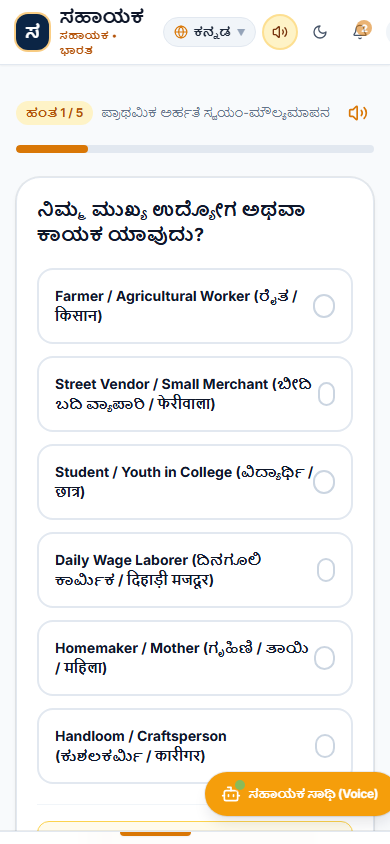 ಸ
ಸಹಾಯಕ
ಸಹಾಯಕ •
ಭಾರತ
ಕನ್ನಡ ▼
ಹಂತ 1 / 5
ಪ್ರಾಥಮಿಕ ಅರ್ಹತೆ ಸ್ವಯಂ-ಮೌಲ್ಯಮಾಪನ
ನಿಮ್ಮ ಮುಖ್ಯ ಉದ್ಯೋಗ ಅಥವಾ
ಕಾಯಕ ಯಾವುದು?
Farmer / Agricultural Worker (ರೈತ /
किसान)
Street Vendor / Small Merchant (ಬೀದಿ
ಬದಿ ವ್ಯಾಪಾರಿ / फेरीवाला)
Student / Youth in College (ವಿದ್ಯಾರ್ಥಿ /
छात्र)
Daily Wage Laborer (ದಿನಗೂಲಿ
ಕಾರ್ಮಿಕ / दिहाड़ी मजदूर)
Homemaker / Mother (ಗೃಹಿಣಿ / ತಾಯಿ
/ महिला)
Handloom / Craftsperson
(ಕುಶಲಕರ್ಮಿ / कारीगर)
ಸಹಾಯಕ ಸಾಥಿ (Voice)